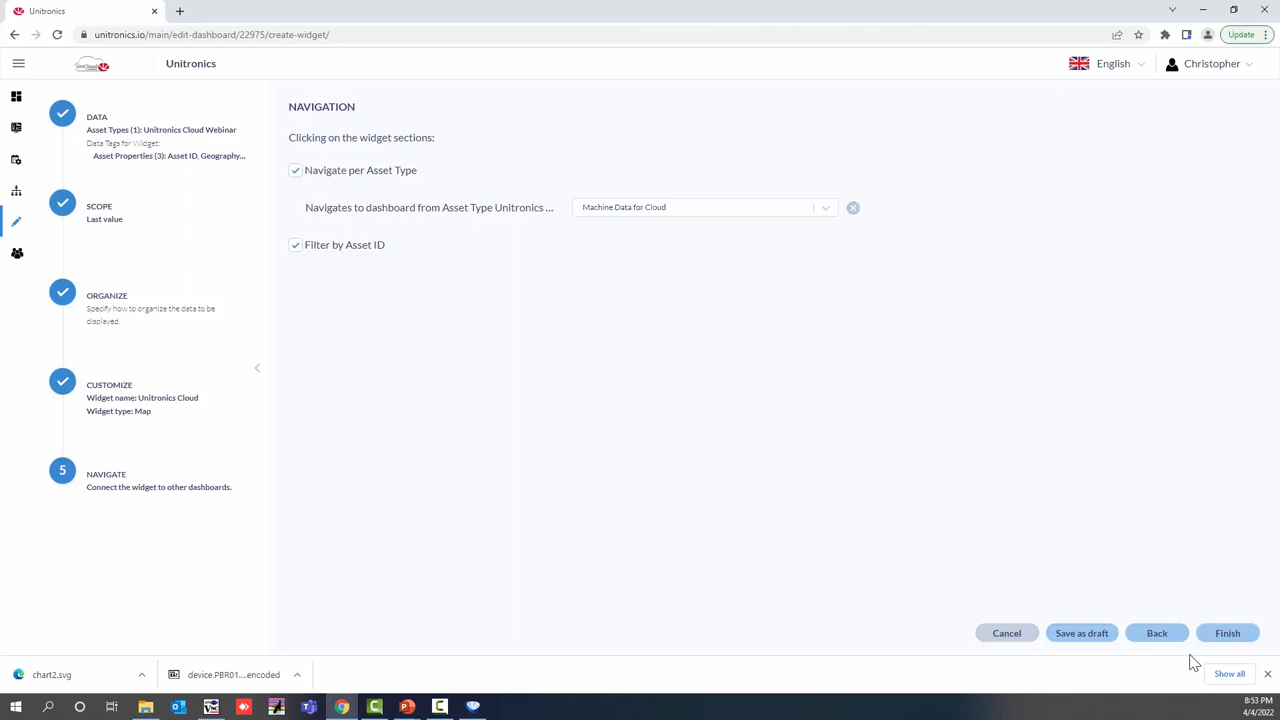 Unitronics
unitronics.io/main/edit-dashboard/22975/create-widget/
Update
UniCloud
Unitronics
English
Christopher
DATA
Asset Types (1): Unitronics Cloud Webinar
Data Tags for Widget:
Asset Properties (3): Asset ID, Geography...
SCOPE
Last value
ORGANIZE
Specify how to organize the data to be
displayed.
CUSTOMIZE
Widget name: Unitronics Cloud
Widget type: Map
5
NAVIGATE
Connect the widget to other dashboards.
NAVIGATION
Clicking on the widget sections:
Navigate per Asset Type
Navigates to dashboard from Asset Type Unitronics ...
Machine Data for Cloud
Filter by Asset ID
Cancel
Save as draft
Back
Finish
chart2.svg
device.PBR01....encoded
Show all
8:53 PM
4/4/2022